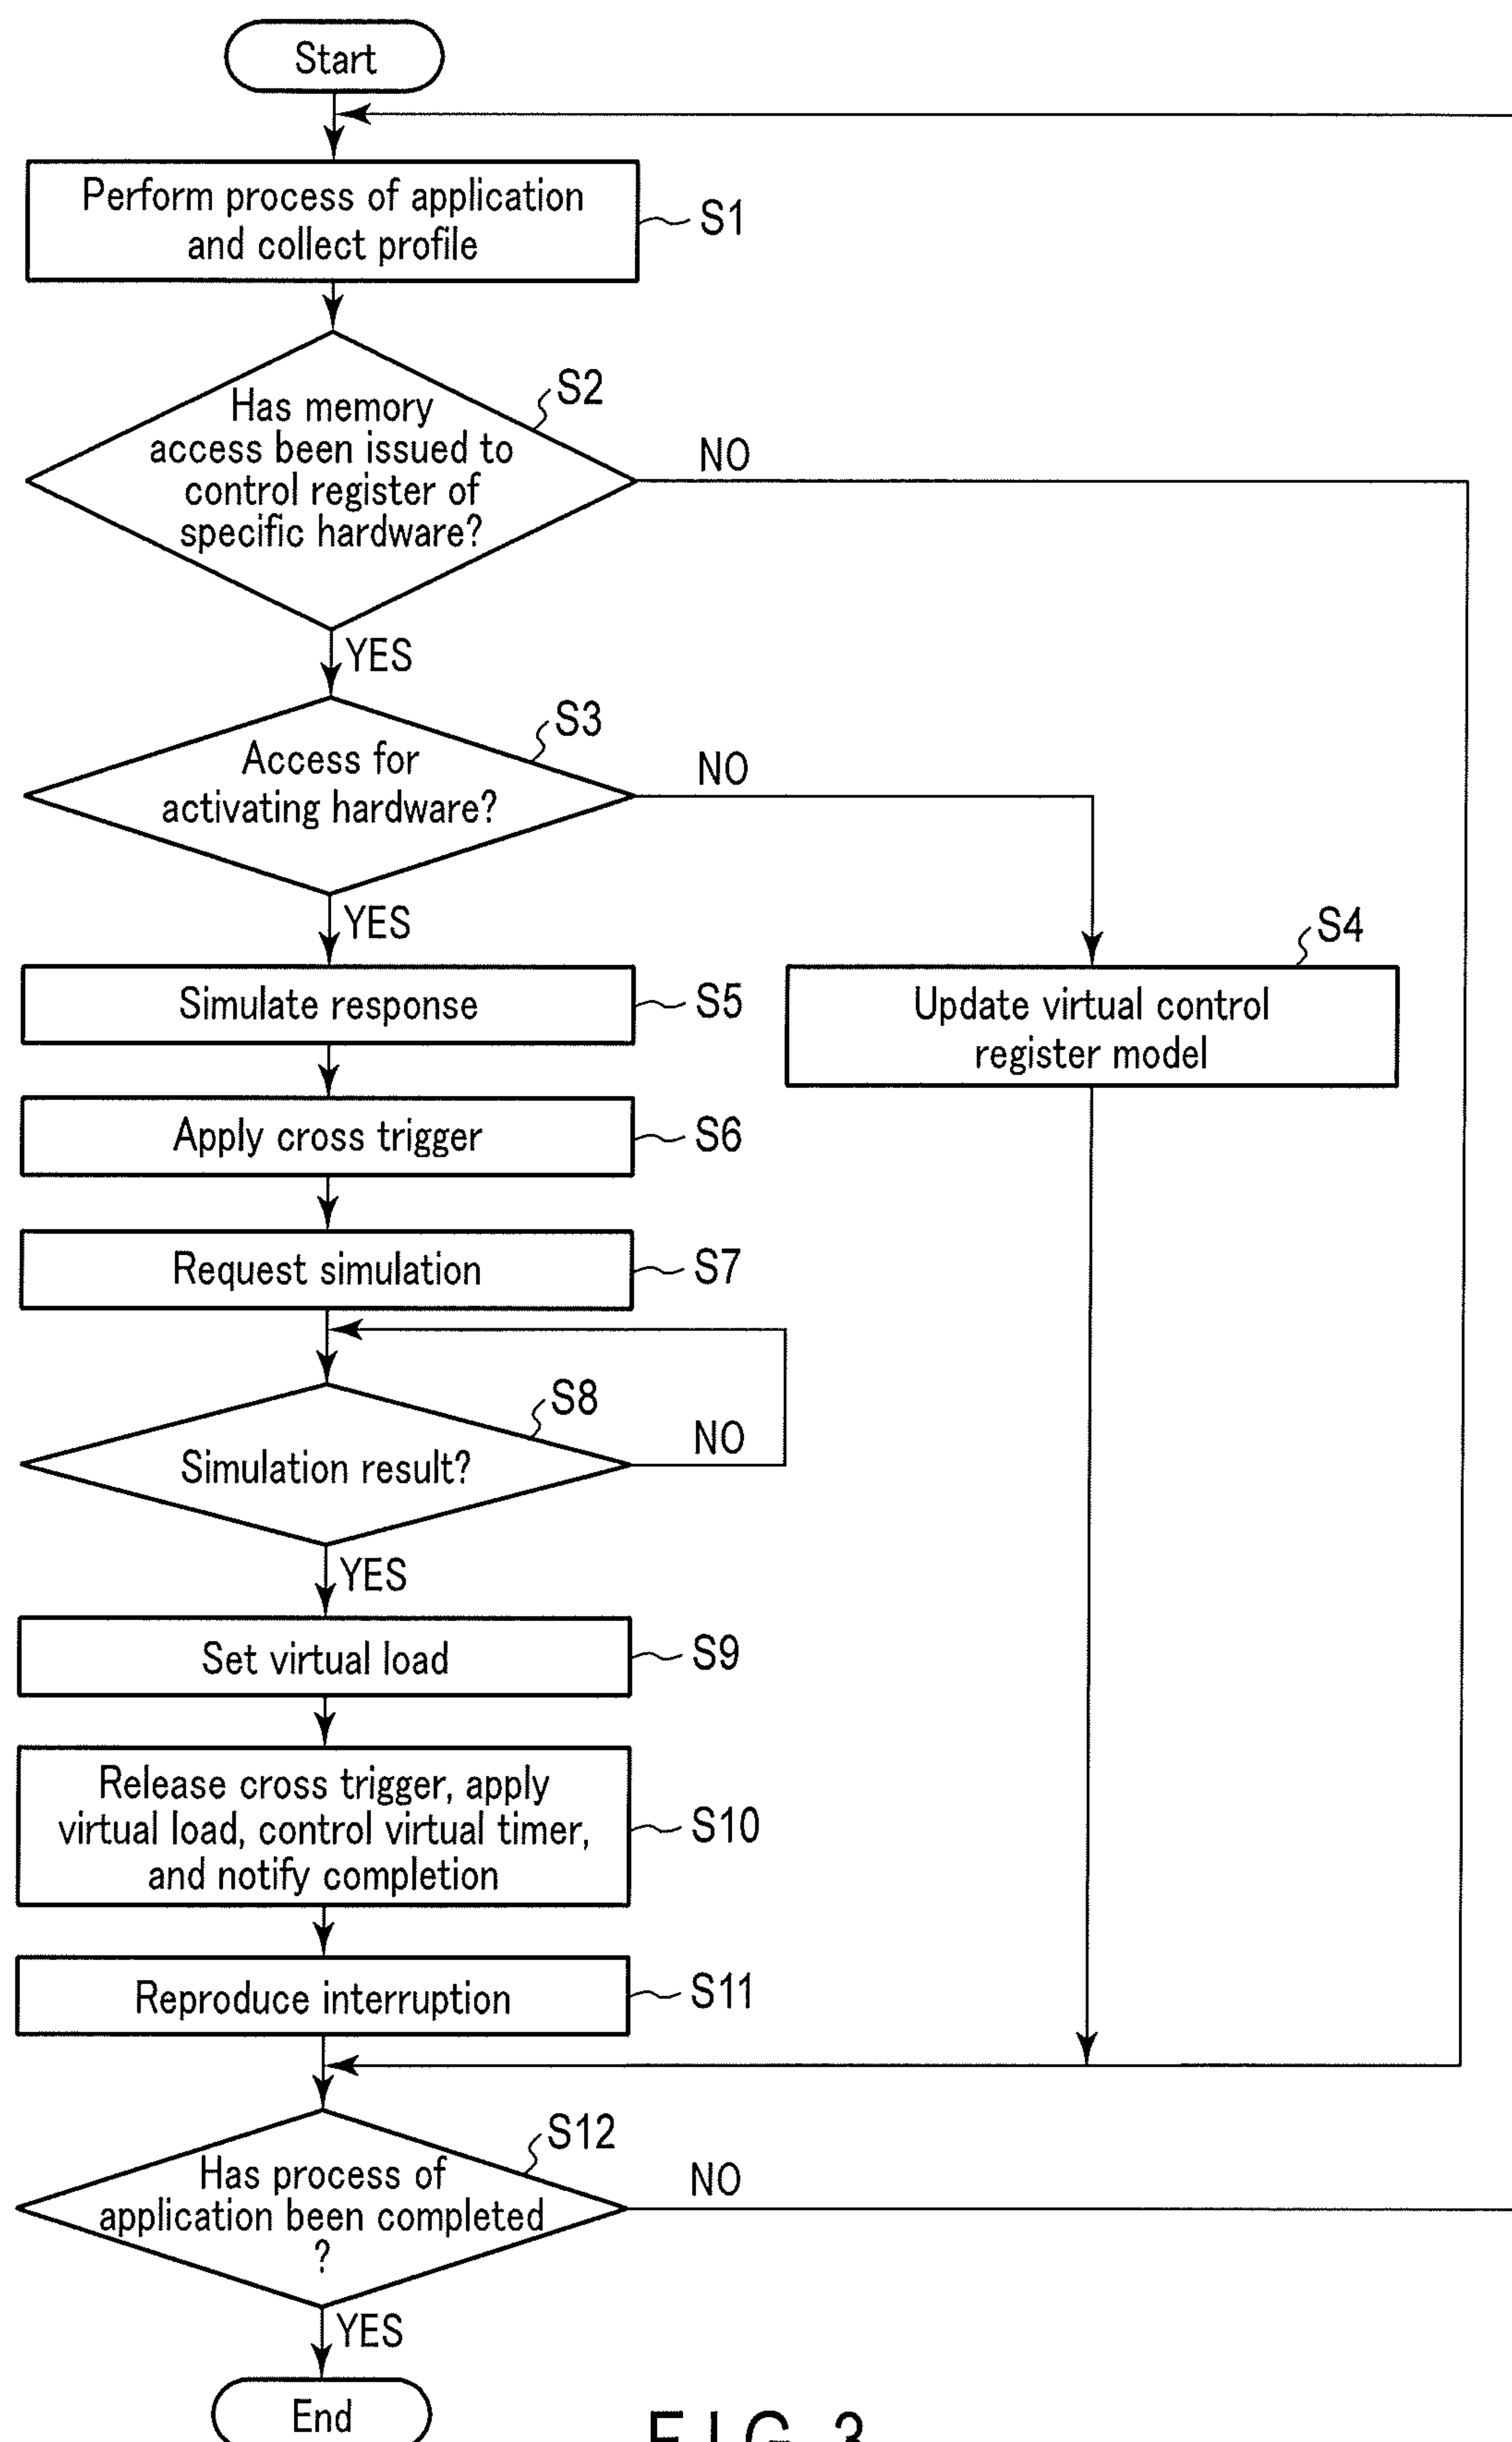 Start
Perform process of application
and collect profile
S1
Has memory
access been issued to
control register of
specific hardware?
S2
NO
YES
Access for
activating hardware?
S3
NO
YES
S4
Update virtual control
register model
Simulate response
S5
Apply cross trigger
S6
Request simulation
S7
Simulation result?
S8
NO
YES
Set virtual load
S9
Release cross trigger, apply
virtual load, control virtual timer,
and notify completion
S10
Reproduce interruption
S11
Has process of
application been completed
?
S12
NO
YES
End
FIG. 3